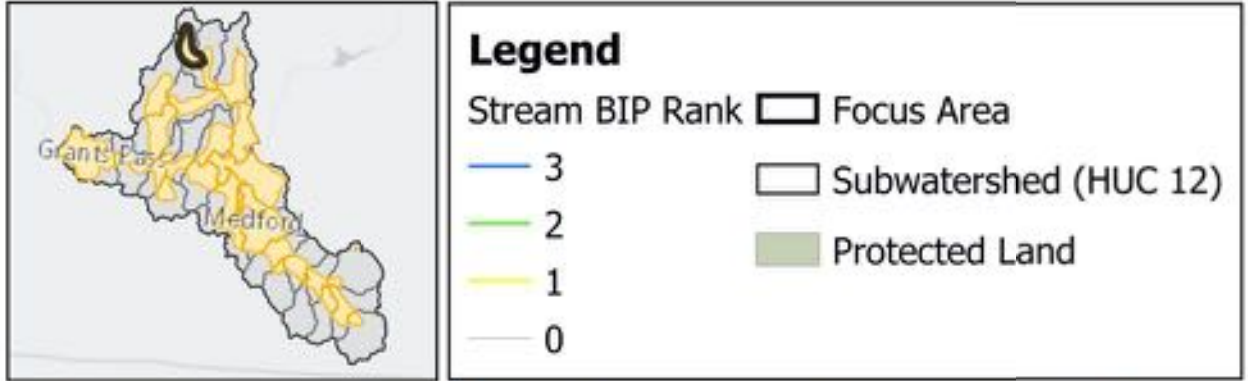 Grants Pass
Medford
Legend
Stream BIP Rank
3
2
1
0
Focus Area
Subwatershed (HUC 12)
Protected Land